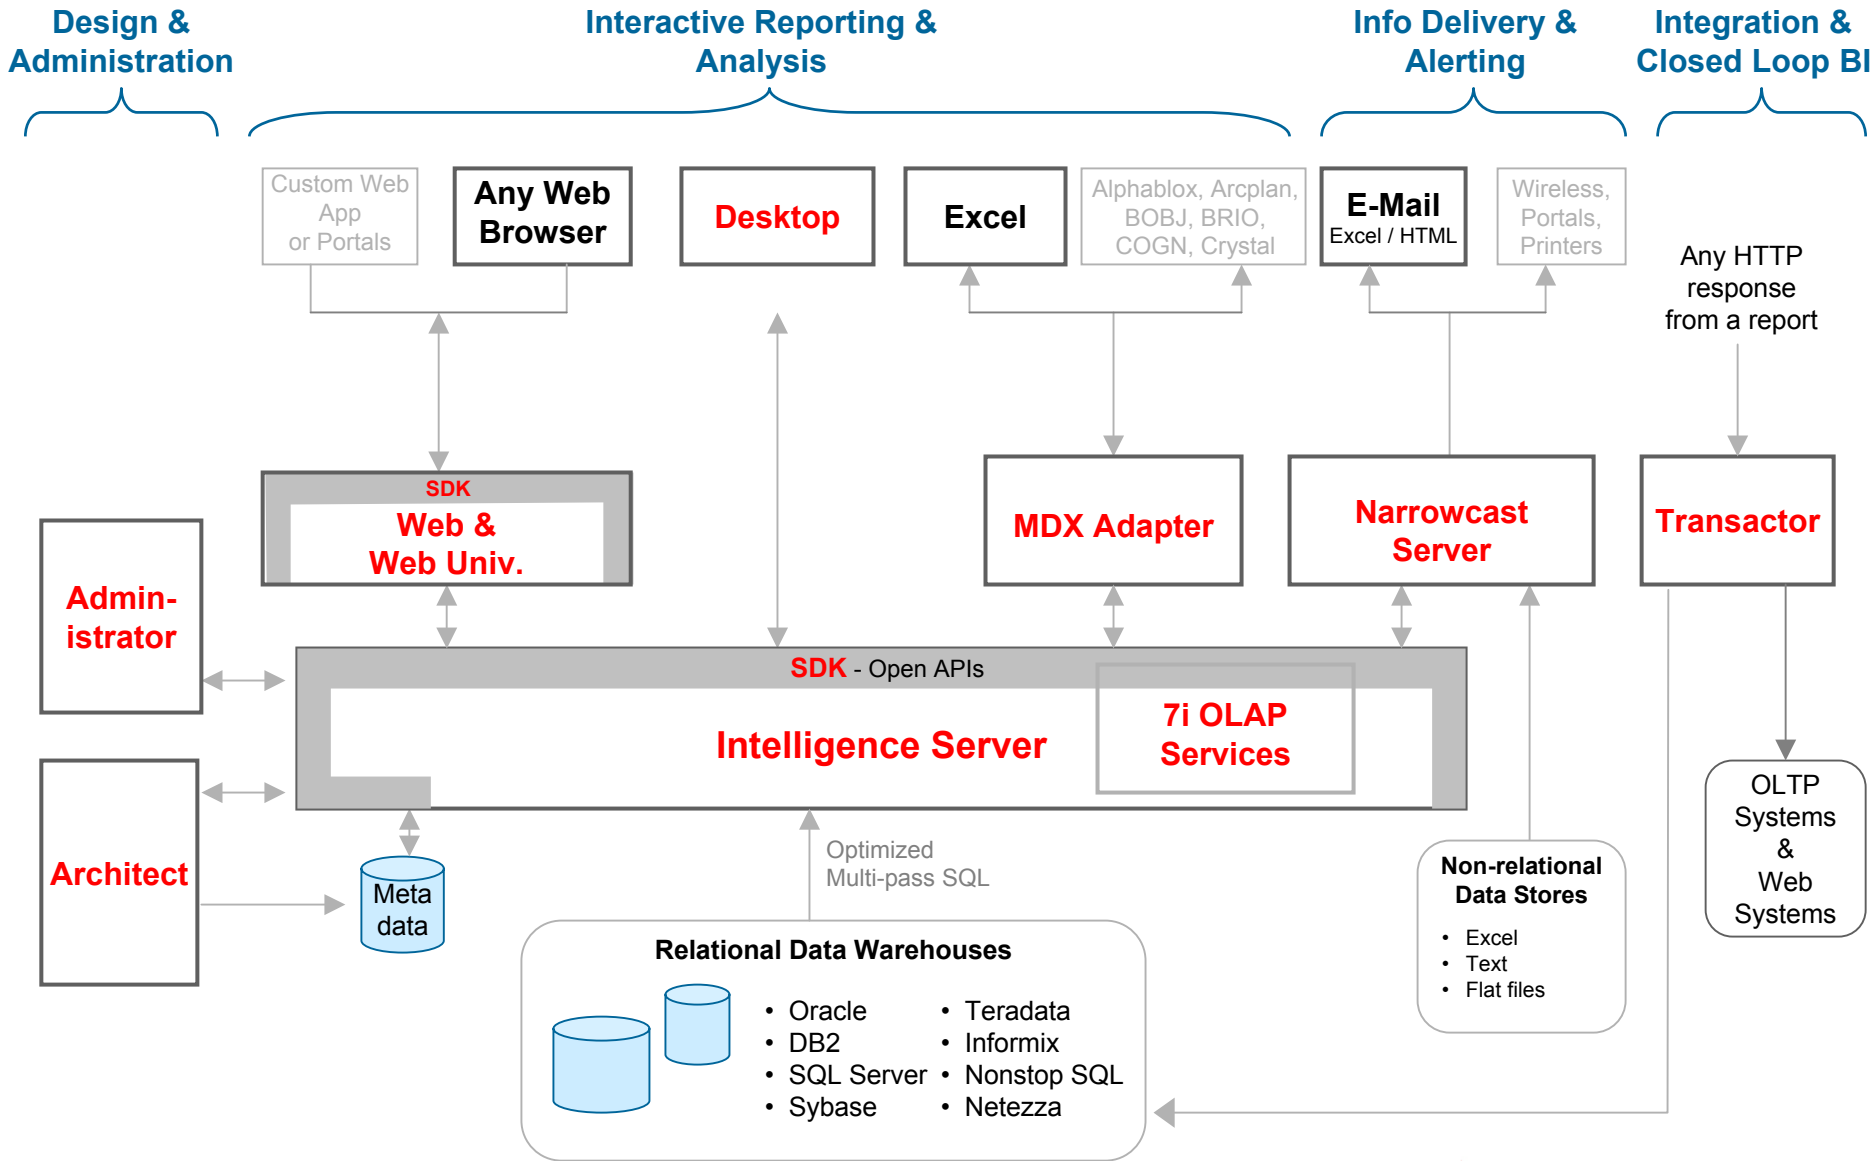 Design &
Administration
Interactive Reporting &
Analysis
Info Delivery &
Alerting
Integration &
Closed Loop BI
Custom Web
App
or Portals
Any Web
Browser
Desktop
Excel
Alphablox, Arcplan,
BOBJ, BRIO,
COGN, Crystal
E-Mail
Excel / HTML
Wireless,
Portals,
Printers
Any HTTP
response
from a report
SDK
Web &
Web Univ.
MDX Adapter
Narrowcast
Server
Transactor
Admin-
istrator
SDK - Open APIs
Intelligence Server
7i OLAP
Services
Architect
Meta
data
Optimized
Multi-pass SQL
Non-relational
Data Stores
• Excel
• Text
• Flat files
OLTP
Systems
&
Web
Systems
Relational Data Warehouses
• Oracle
• DB2
• SQL Server
• Sybase
• Teradata
• Informix
• Nonstop SQL
• Netezza